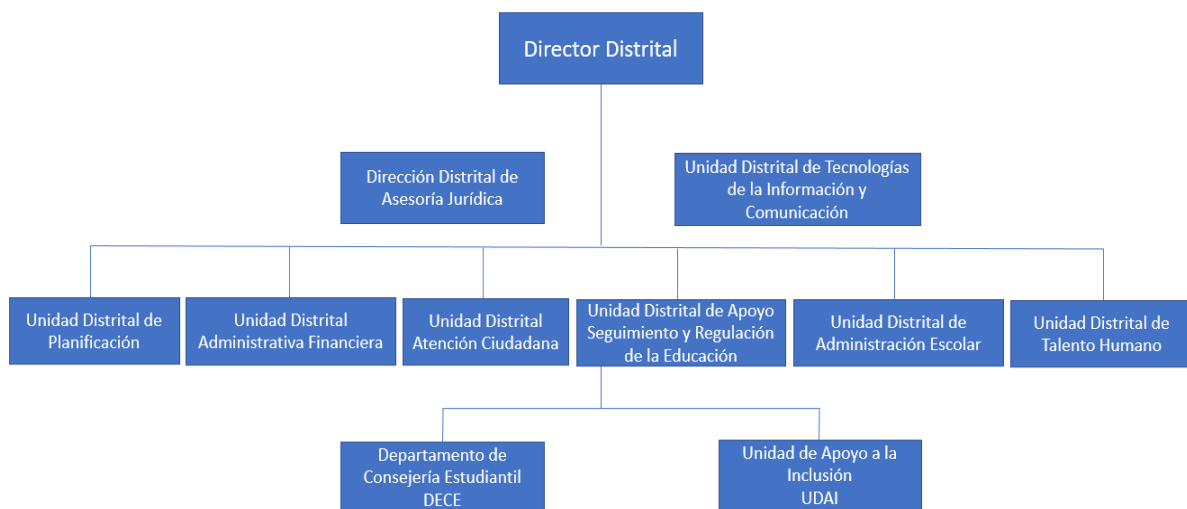 Director Distrital
Dirección Distrital de
Asesoría Jurídica
Unidad Distrital de Tecnologías
de la Información y
Comunicación
Unidad Distrital de
Planificación
Unidad Distrital
Administrativa Financiera
Unidad Distrital
Atención Ciudadana
Unidad Distrital de Apoyo
Seguimiento y Regulación
de la Educación
Unidad Distrital de
Administración Escolar
Unidad Distrital de
Talento Humano
Departamento de
Consejería Estudiantil
DECE
Unidad de Apoyo a la
Inclusión
UDAI